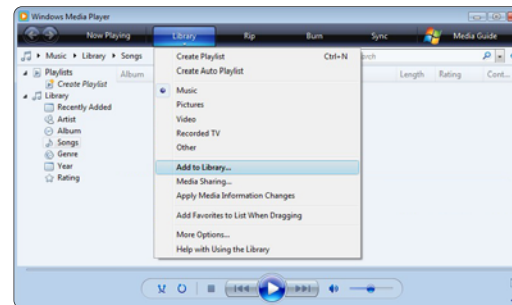 Windows Media Player
Now Playing Library Rip Burn Sync Media Guide
Music Library Songs
Playlists
Create Playlist
Library
Recently Added
Artist
Album
Songs
Genre
Year
Rating
Album
Create Playlist Ctrl+N
Create Auto Playlist
Music
Pictures
Video
Recorded TV
Other
Add to Library...
Media Sharing...
Apply Media Information Changes
Add Favorites to List When Dragging
More Options...
Help with Using the Library
Length Rating Cont...